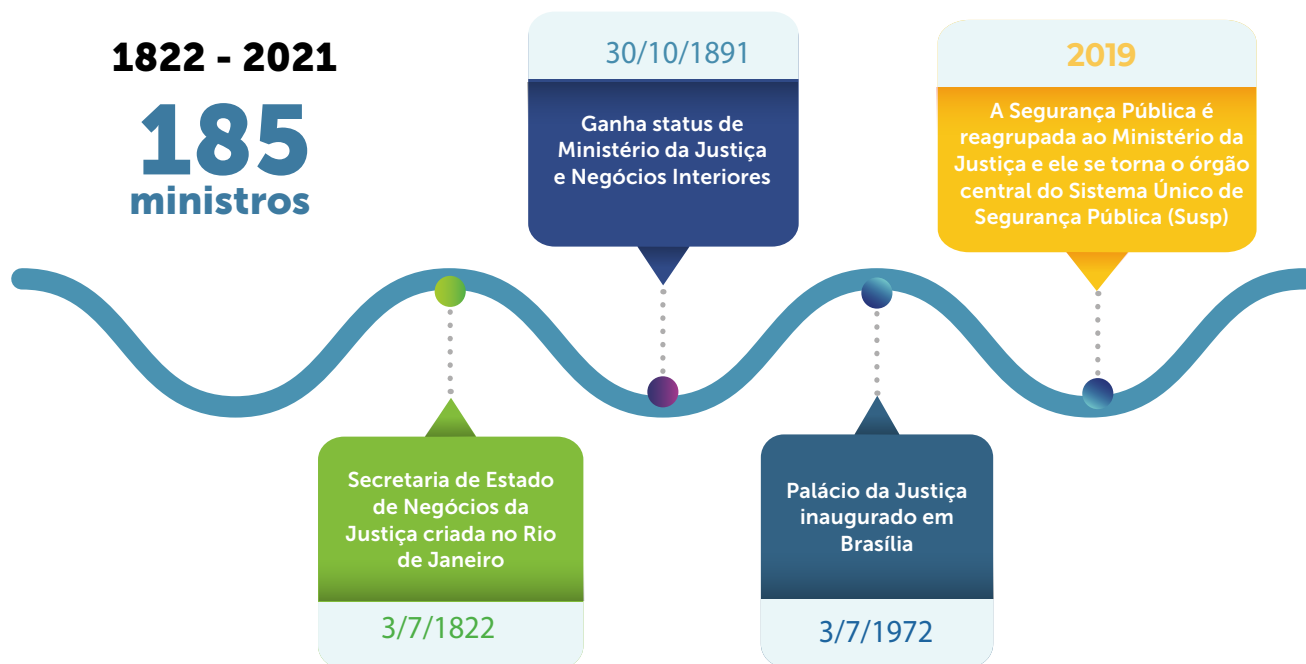 1822 - 2021
185
ministros
30/10/1891
Ganha status de
Ministério da Justiça
e Negócios Interiores
2019
A Segurança Pública é
reagrupada ao Ministério da
Justiça e ele se torna o órgão
central do Sistema Único de
Segurança Pública (Susp)
Secretaria de Estado
de Negócios da
Justiça criada no Rio
de Janeiro
3/7/1822
Palácio da Justiça
inaugurado em
Brasília
3/7/1972